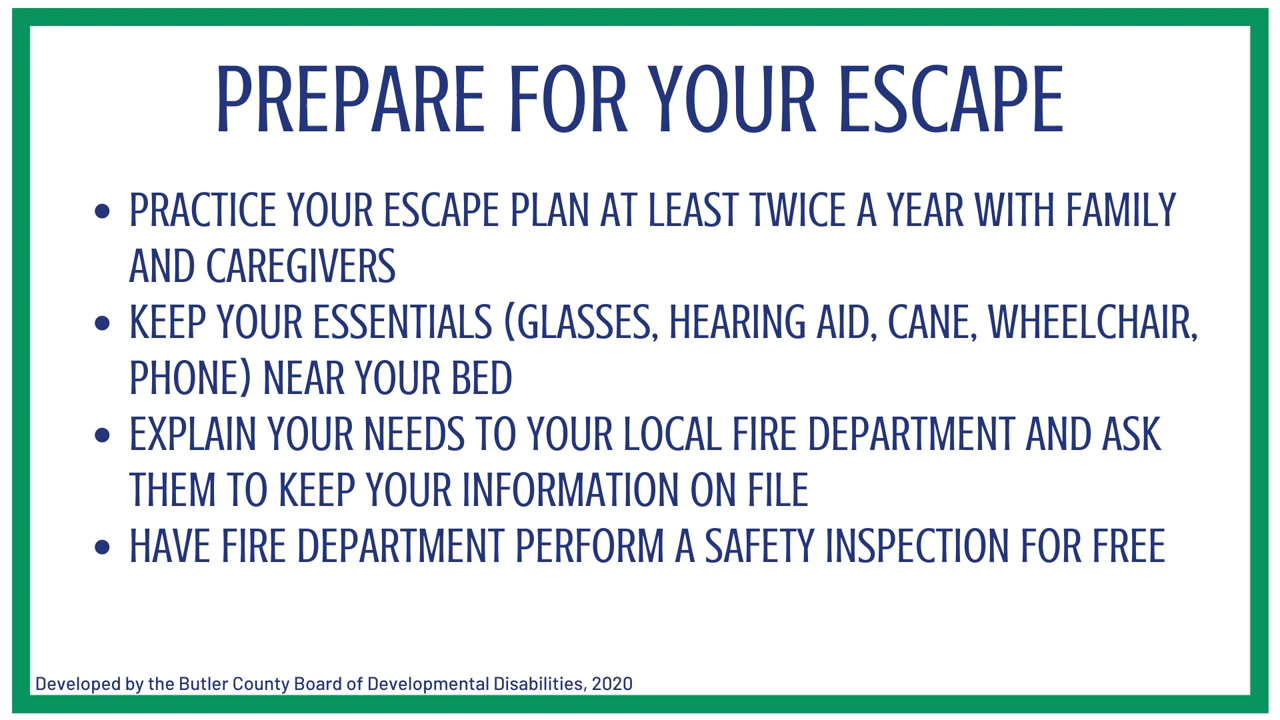 PREPARE FOR YOUR ESCAPE
• PRACTICE YOUR ESCAPE PLAN AT LEAST TWICE A YEAR WITH FAMILY
AND CAREGIVERS
• KEEP YOUR ESSENTIALS (GLASSES, HEARING AID, CANE, WHEELCHAIR,
PHONE) NEAR YOUR BED
• EXPLAIN YOUR NEEDS TO YOUR LOCAL FIRE DEPARTMENT AND ASK
THEM TO KEEP YOUR INFORMATION ON FILE
• HAVE FIRE DEPARTMENT PERFORM A SAFETY INSPECTION FOR FREE
Developed by the Butler County Board of Developmental Disabilities, 2020